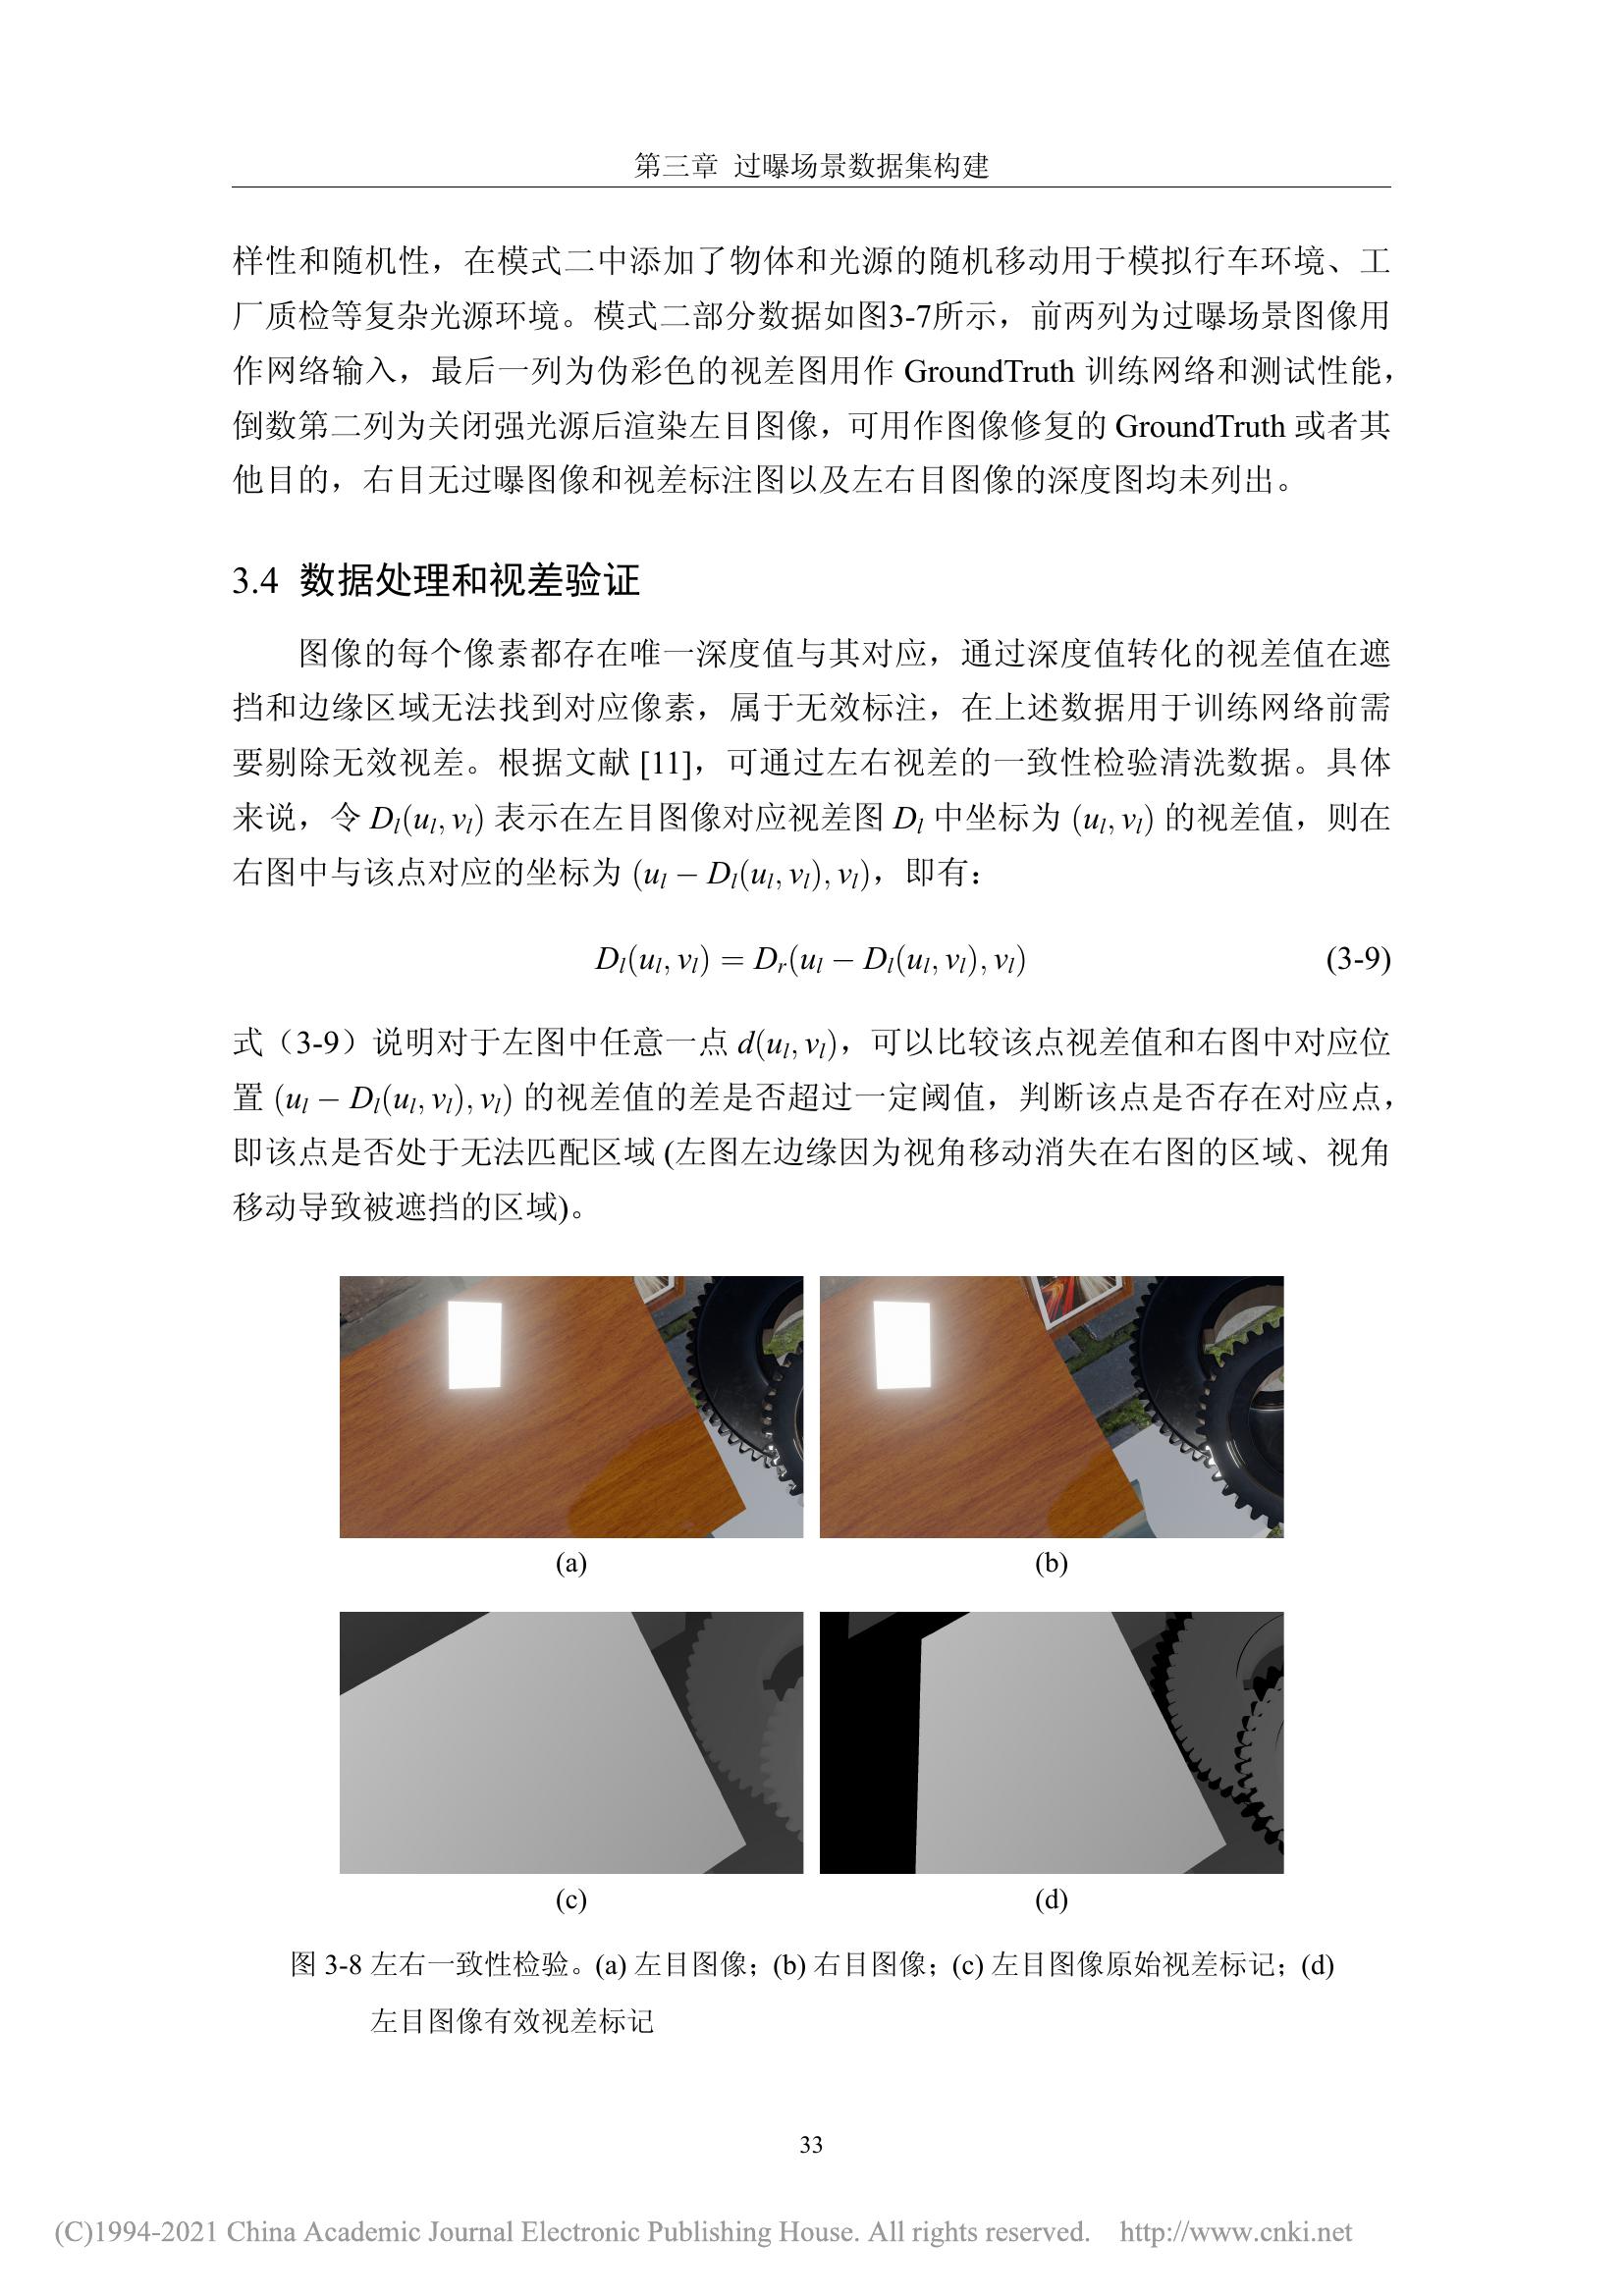 第三章 过曝场景数据集构建
样性和随机性，在模式二中添加了物体和光源的随机移动用于模拟行车环境、工
厂质检等复杂光源环境。模式二部分数据如图3-7所示，前两列为过曝场景图像用
作网络输入，最后一列为伪彩色的视差图用作 GroundTruth 训练网络和测试性能，
倒数第二列为关闭强光源后渲染左目图像，可用作图像修复的 GroundTruth 或者其
他目的，右目无过曝图像和视差标注图以及左右目图像的深度图均未列出。
3.4 数据处理和视差验证
图像的每个像素都存在唯一深度值与其对应，通过深度值转化的视差值在遮
挡和边缘区域无法找到对应像素，属于无效标注，在上述数据用于训练网络前需
要剔除无效视差。根据文献 [11]，可通过左右视差的一致性检验清洗数据。具体
来说，令 D_l(u_l, v_l) 表示在左目图像对应视差图 D_l 中坐标为 (u_l, v_l) 的视差值，则在
右图中与该点对应的坐标为 (u_l − D_l(u_l, v_l), v_l)，即有：
D_l(u_l, v_l) = D_r(u_l − D_l(u_l, v_l), v_l) (3-9)
式（3-9）说明对于左图中任意一点 d(u_l, v_l)，可以比较该点视差值和右图中对应位
置 (u_l − D_l(u_l, v_l), v_l) 的视差值的差是否超过一定阈值，判断该点是否存在对应点，
即该点是否处于无法匹配区域 (左图左边缘因为视角移动消失在右图的区域、视角
移动导致被遮挡的区域)。
(a) (b)
(c) (d)
图 3-8 左右一致性检验。(a) 左目图像；(b) 右目图像；(c) 左目图像原始视差标记；(d)
左目图像有效视差标记
33
(C)1994-2021 China Academic Journal Electronic Publishing House. All rights reserved. http://www.cnki.net